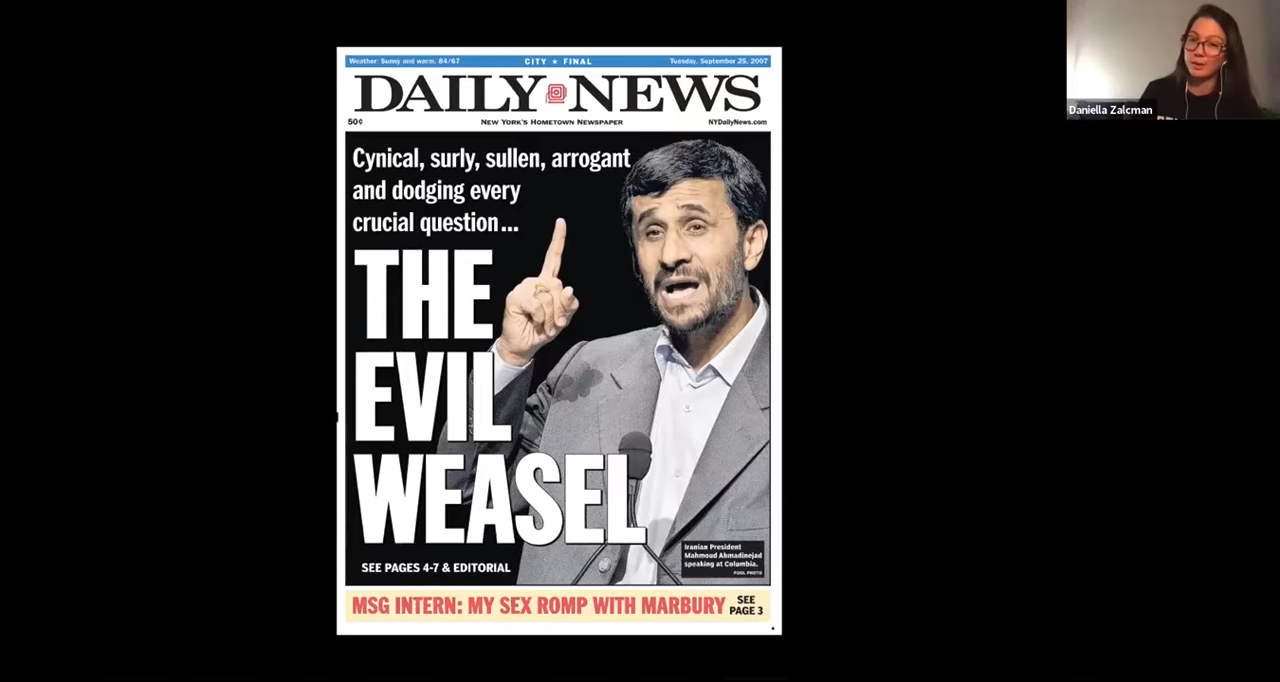 Weather: Sunny and warm, 84/67 CITY ★ FINAL Tuesday, September 25, 2007
DAILY NEWS
50¢ NEW YORK'S HOMETOWN NEWSPAPER NYDailyNews.com
Cynical, surly, sullen, arrogant
and dodging every
crucial question...
THE
EVIL
WEASEL
SEE PAGES 4-7 & EDITORIAL
Iranian President
Mahmoud Ahmadinejad
speaking at Columbia.
POOL PHOTO
MSG INTERN: MY SEX ROMP WITH MARBURY
SEE
PAGE 3
Daniella Zalcman